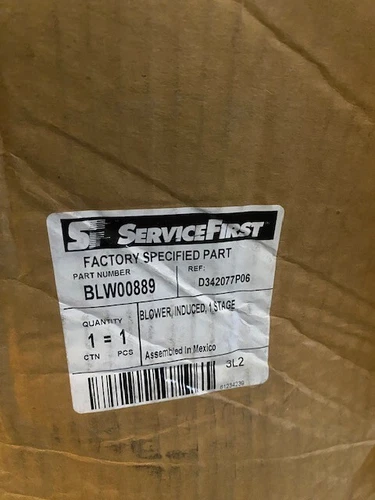 SF SERVICEFIRST
FACTORY SPECIFIED PART
PART NUMBER
BLW00889
REF:
D342077P06
QUANTITY
1 = 1
CTN PCS
BLOWER, INDUCED, 1 STAGE
Assembled In Mexico
3L2